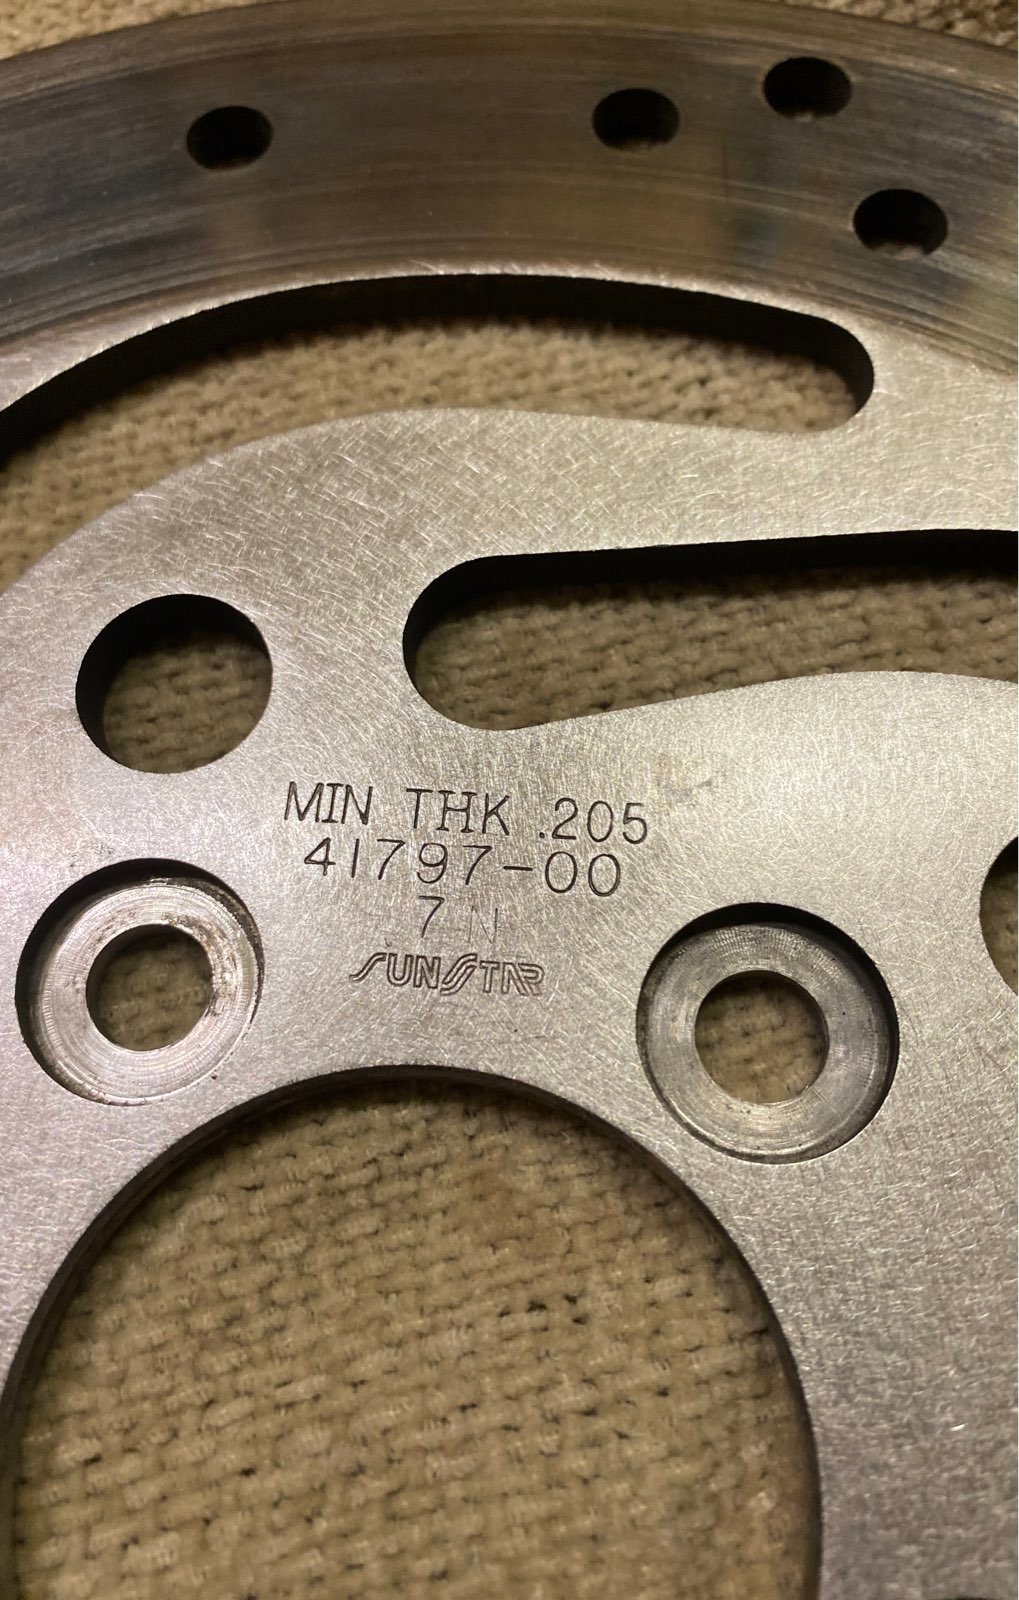 MIN THK .205
41797-00
7 N
SUNSTAR